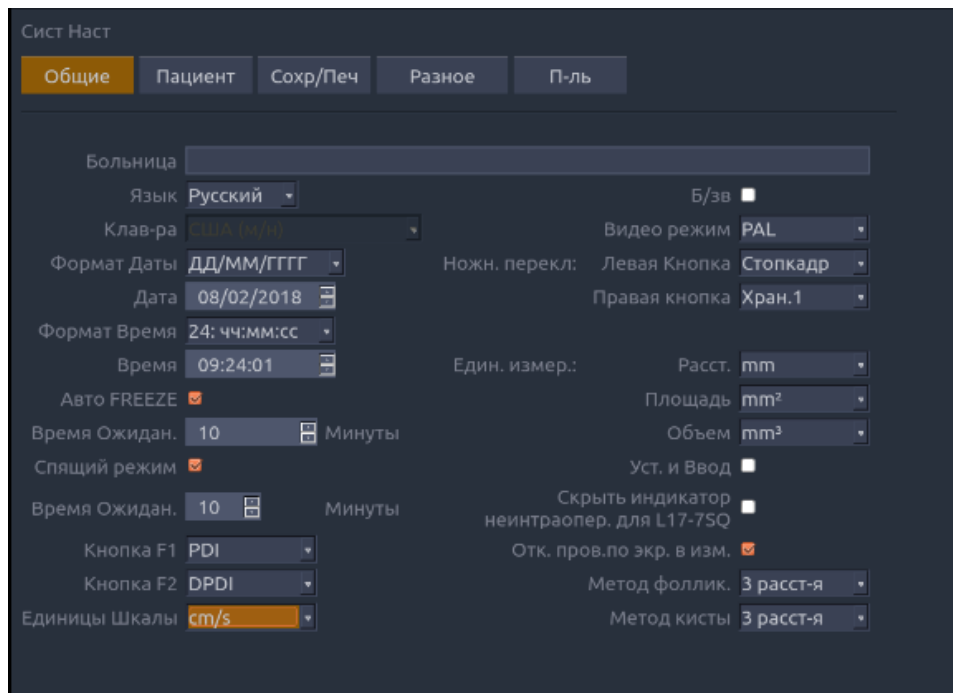 Сист Наст
Общие Пациент Сохр/Печ Разное П-ль
Больница
Язык Русский Б/зв
Клав-ра США (м/н) Видео режим PAL
Формат Даты ДД/ММ/ГГГГ Ножн. перекл: Левая Кнопка Стопкадр
Дата 08/02/2018 Правая кнопка Хран.1
Формат Время 24: чч:мм:сс
Время 09:24:01 Един. измер.: Расст. mm
Авто FREEZE Площадь mm²
Время Ожидан. 10 Минуты Объем mm³
Спящий режим Уст. и Ввод
Время Ожидан. 10 Минуты Скрыть индикатор
неинтраопер. для L17-7SQ
Кнопка F1 PDI Отк. пров.по экр. в изм.
Кнопка F2 DPDI Метод фоллик. 3 расст-я
Единицы Шкалы cm/s Метод кисты 3 расст-я